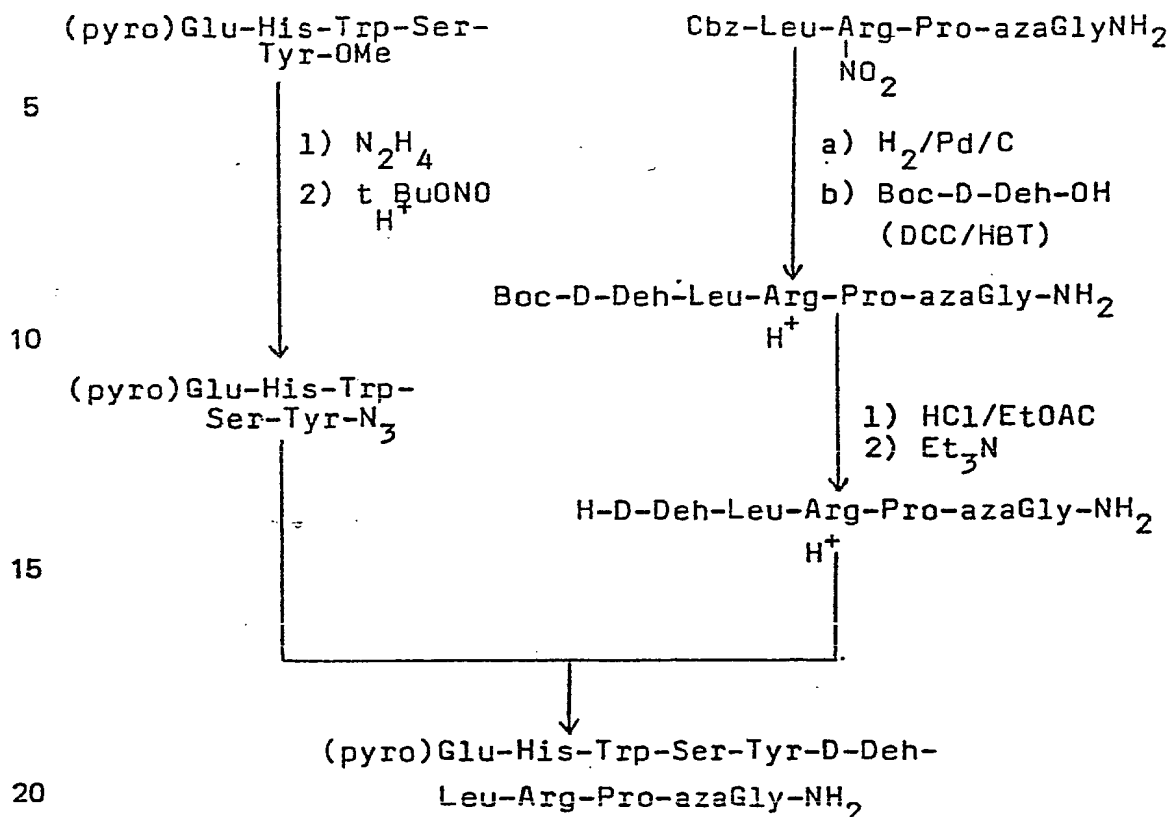 (pyro)Glu-His-Trp-Ser-
Tyr-OMe
Cbz-Leu-Arg-Pro-azaGlyNH2
NO2
5
1) N2H4
2) t BuONO
H+
a) H2/Pd/C
b) Boc-D-Deh-OH
(DCC/HBT)
Boc-D-Deh-Leu-Arg-Pro-azaGly-NH2
H+
10
(pyro)Glu-His-Trp-
Ser-Tyr-N3
1) HCl/EtOAC
2) Et3N
H-D-Deh-Leu-Arg-Pro-azaGly-NH2
H+
15
(pyro)Glu-His-Trp-Ser-Tyr-D-Deh-
Leu-Arg-Pro-azaGly-NH2
20